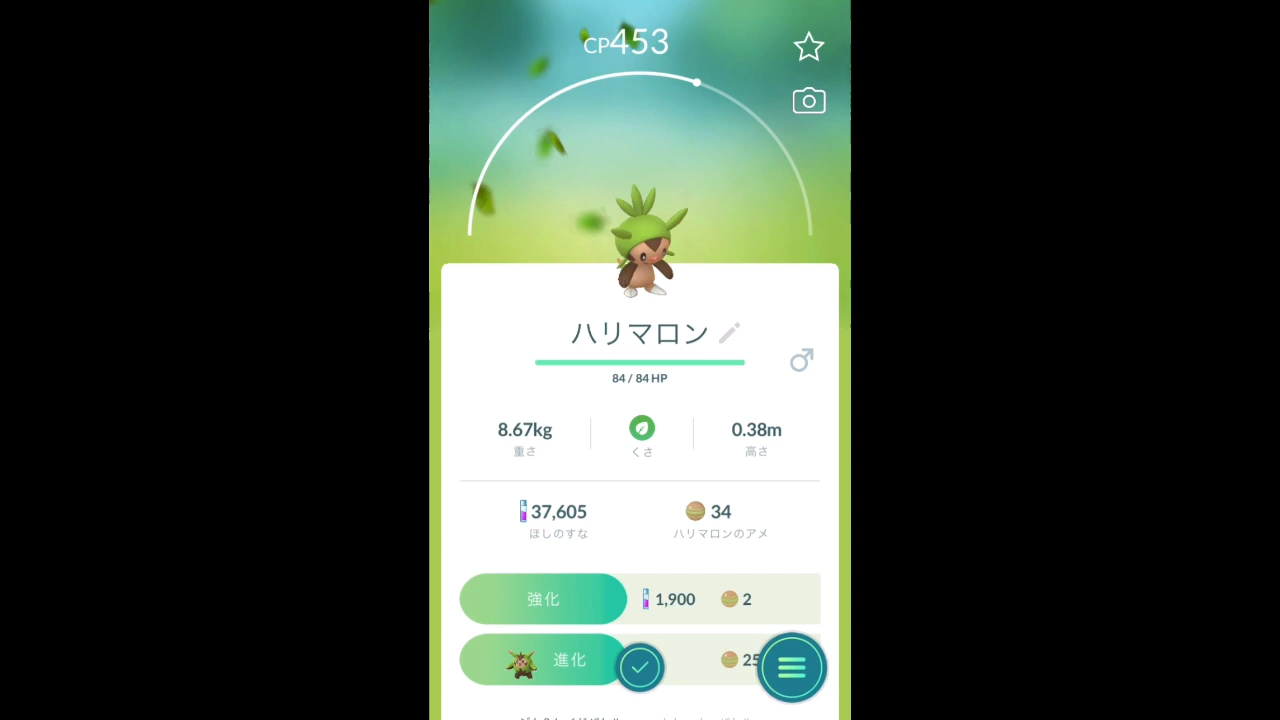 CP453
ハリマロン
84 / 84 HP
8.67kg
重さ
くさ
0.38m
高さ
37,605
ほしのすな
34
ハリマロンのアメ
強化
1,900
2
進化
25